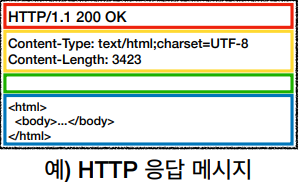 HTTP/1.1 200 OK
Content-Type: text/html;charset=UTF-8
Content-Length: 3423
<html>
  <body>...</body>
</html>
예) HTTP 응답 메시지